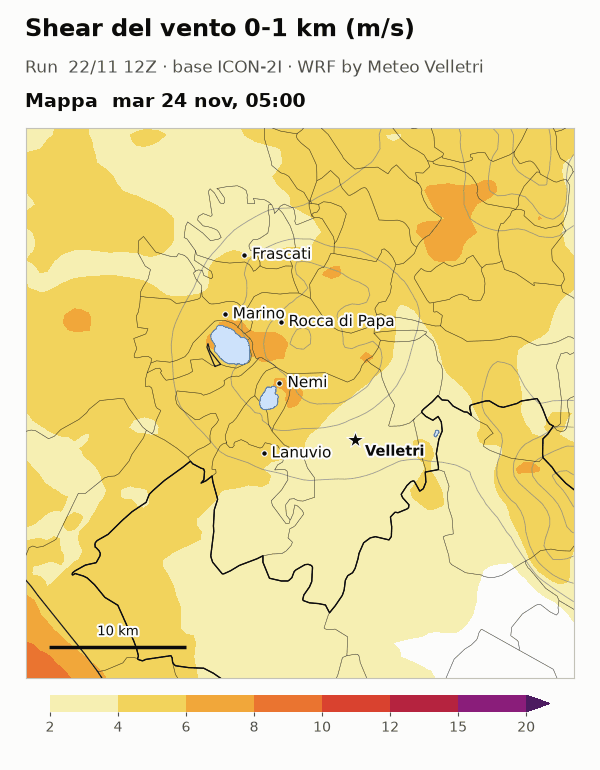 Shear del vento 0-1 km (m/s)
Run  22/11 12Z · base ICON-2I · WRF by Meteo Velletri
Mappa  mar 24 nov, 05:00
Frascati
Marino
Rocca di Papa
Nemi
Velletri
Lanuvio
10 km
2 4 6 8 10 12 15 20